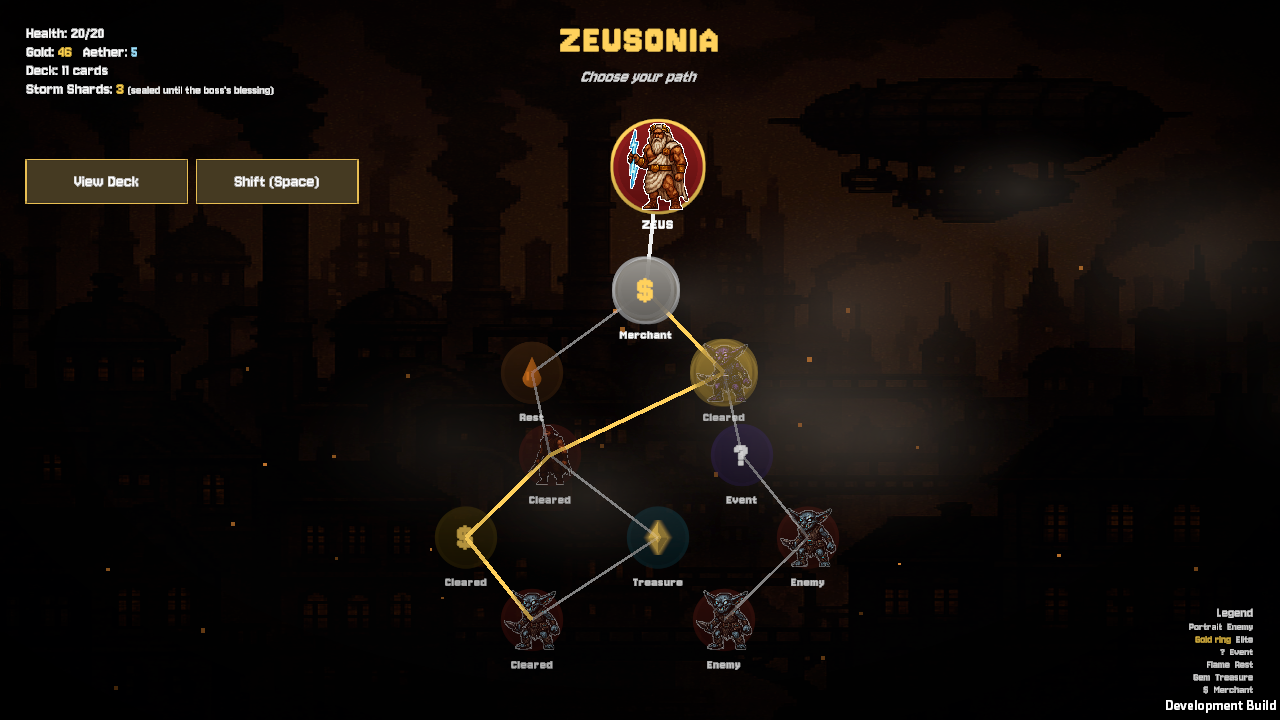 Health: 20/20
Gold: 46 Aether: 5
Deck: 11 cards
Storm Shards: 3 (sealed until the boss's blessing)
View Deck
Shift (Space)
ZEUSONIA
Choose your path
ZEUS
$
Merchant
Rest
Cleared
Cleared
?
Event
$
Cleared
Treasure
Enemy
Cleared
Enemy
Legend
Portrait Enemy
Gold ring Elite
? Event
Flame Rest
Gem Treasure
$ Merchant
Development Build